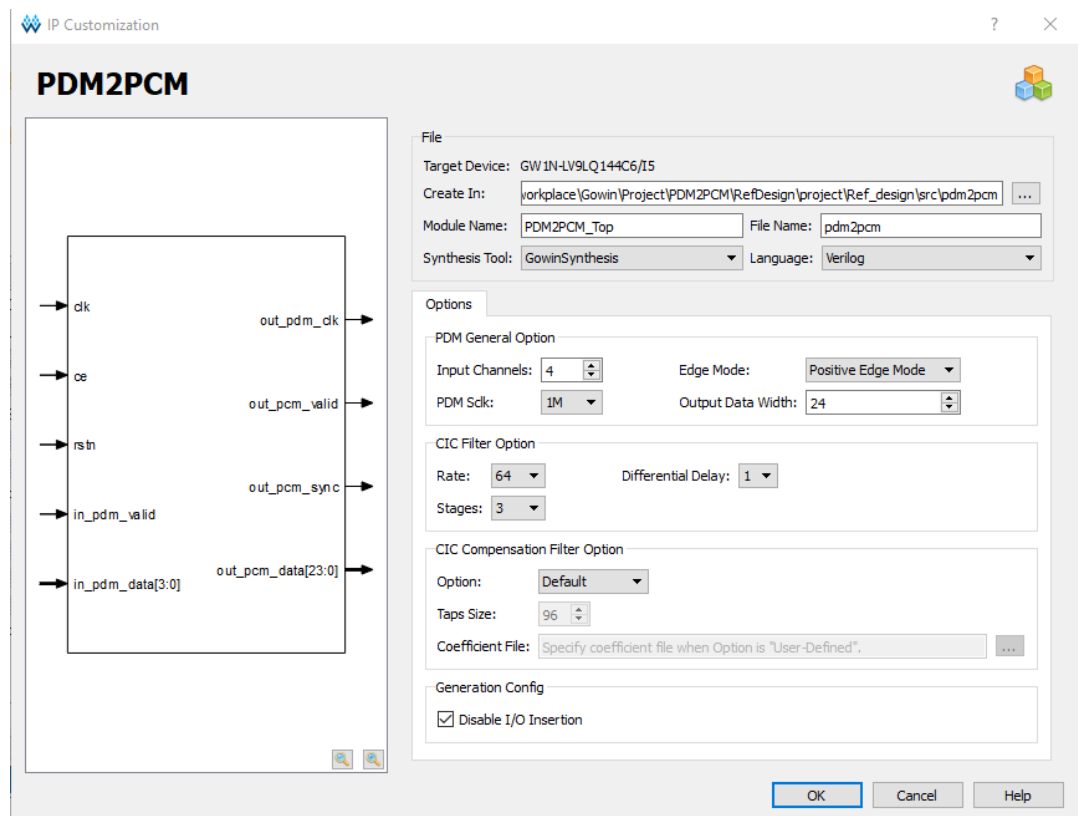 IP Customization
PDM2PCM
clk
ce
rstn
in_pdm_valid
in_pdm_data[3:0]
out_pdm_clk
out_pcm_valid
out_pcm_sync
out_pcm_data[23:0]
File
Target Device: GW1N-LV9LQ144C6/I5
Create In: workplace\Gowin\Project\PDM2PCM\RefDesign\project\Ref_design\src\pdm2pcm ...
Module Name: PDM2PCM_Top File Name: pdm2pcm
Synthesis Tool: GowinSynthesis Language: Verilog
Options
PDM General Option
Input Channels: 4 Edge Mode: Positive Edge Mode
PDM Sclk: 1M Output Data Width: 24
CIC Filter Option
Rate: 64 Differential Delay: 1
Stages: 3
CIC Compensation Filter Option
Option: Default
Taps Size: 96
Coefficient File: Specify coefficient file when Option is "User-Defined". ...
Generation Config
Disable I/O Insertion
OK Cancel Help